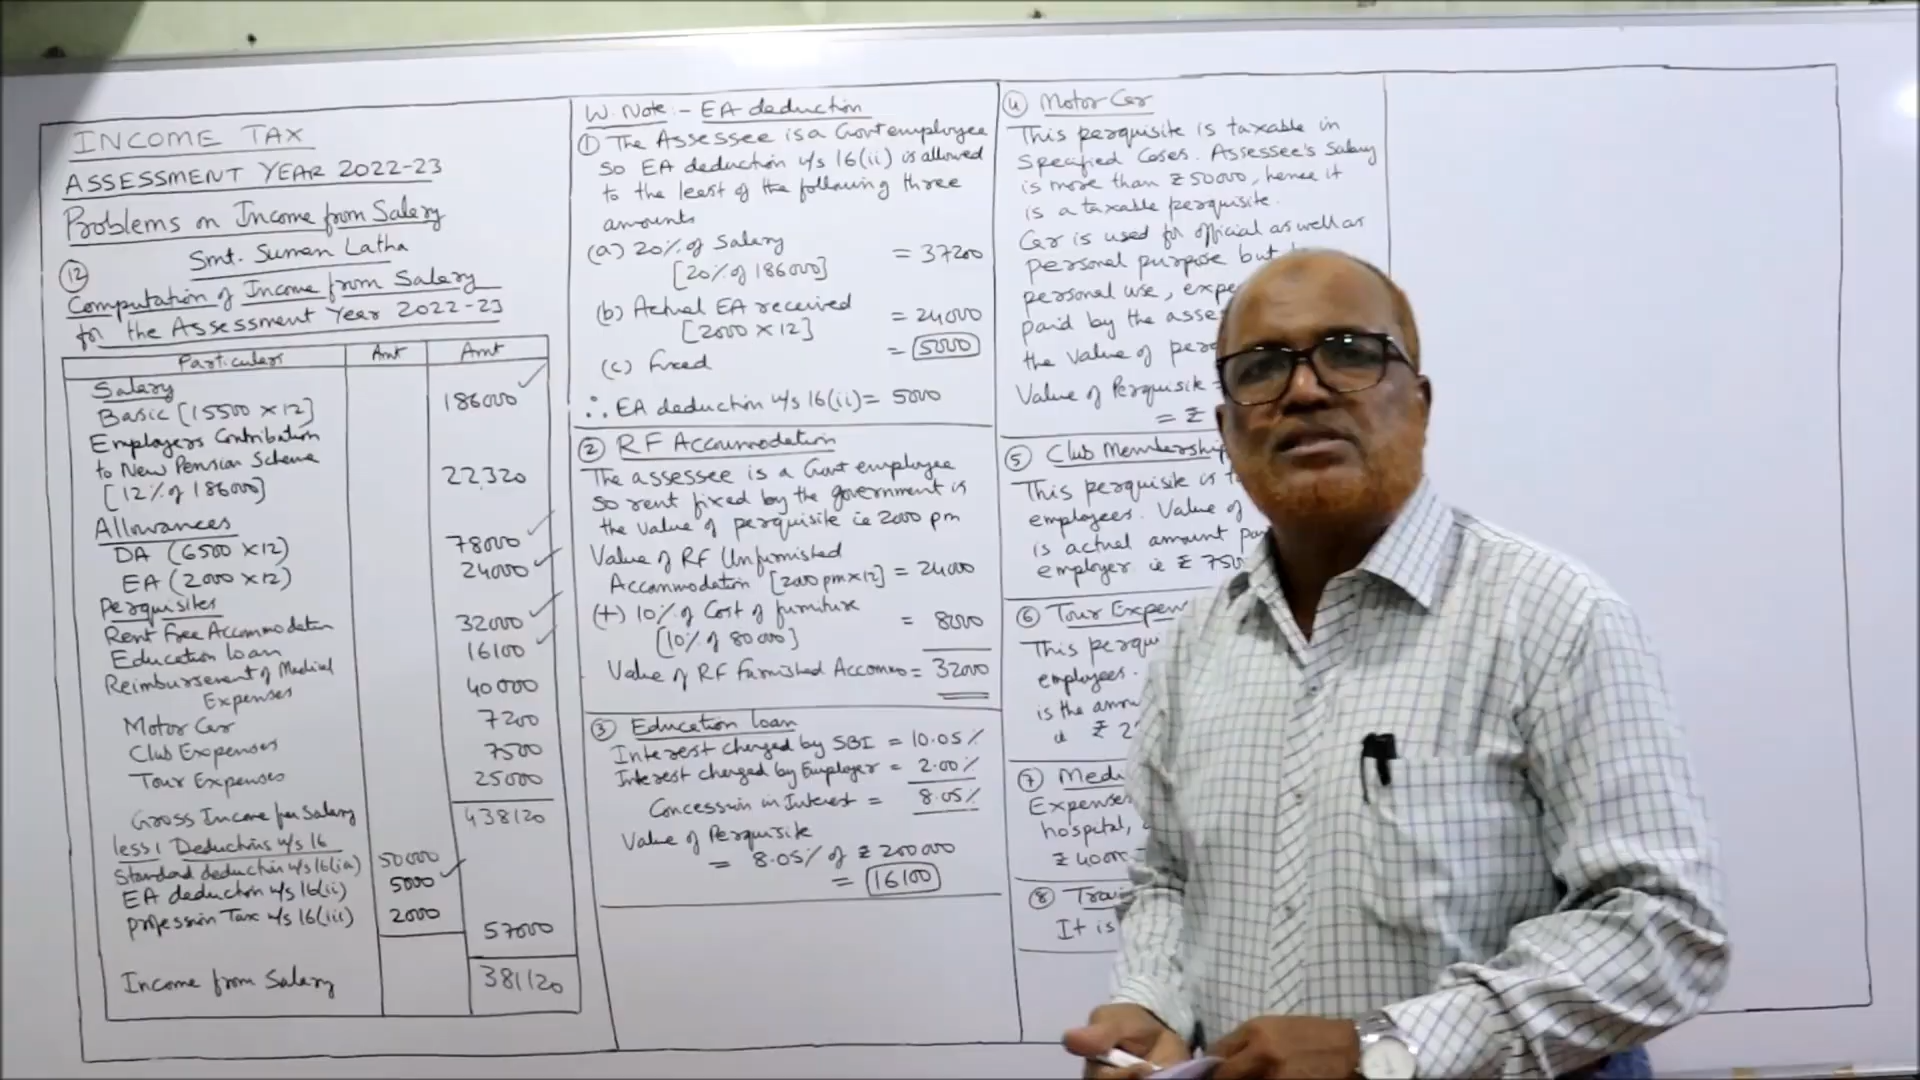 INCOME TAX
ASSESSMENT YEAR 2022-23
Problems on Income from Salary
(12) Smt. Suman Latha
Computation of Income from Salary
for the Assessment Year 2022-23
Particulars Amt Amt
Salary
Basic [15500 × 12] 186000 ✓
Employers Contribution
to New Pension Scheme
[12% of 186000] 22320
Allowances
DA (6500 × 12) 78000 ✓
EA (2000 × 12) 24000 ✓
Perquisites
Rent Free Accommodation 32000 ✓
Education loan 16100 ✓
Reimbursement of Medical
Expenses 40000
Motor Car 7200
Club Expenses 7500
Tour Expenses 25000
Gross Income from Salary 438120
less: Deductions u/s 16
Standard deduction u/s 16(ia) 50000
EA deduction u/s 16(ii) 5000 ✓
profession Tax u/s 16(iii) 2000 57000
Income from Salary 381120
W. Note:- EA deduction
(1) The Assessee is a Govt employee
so EA deduction u/s 16(ii) is allowed
to the least of the following three
amounts
(a) 20% of Salary = 37200
[20% of 186000]
(b) Actual EA received = 24000
[2000 × 12]
(c) Fixed = 5000
∴ EA deduction u/s 16(ii) = 5000
(2) RF Accommodation
The assessee is a Govt employee
so rent fixed by the government is
the value of perquisite ie 2000 pm
Value of RF Unfurnished
Accommodation [2000 pm × 12] = 24000
(+) 10% of Cost of furniture = 8000
[10% of 80000]
Value of RF Furnished Accommo = 32000
(3) Education loan
Interest charged by SBI = 10.05%
Interest charged by Employer = 2.00%
Concession in Interest = 8.05%
Value of Perquisite
= 8.05% of ₹ 200000
= 16100
(4) Motor Car
This perquisite is taxable in
Specified Cases. Assessee's Salary
is more than ₹ 50000, hence it
is a taxable perquisite.
Car is used for official as well as
personal purpose but
personal use,
paid by the
the value of
Value of Perquisite =
= ₹
(5) Club Membership
This perquisite is
employees. Value of
is actual amount
employer ie ₹
(6) Tour
This
employees.
is the
₹
(7)
Expenses
hospital,
₹ 40000
(8)
It is